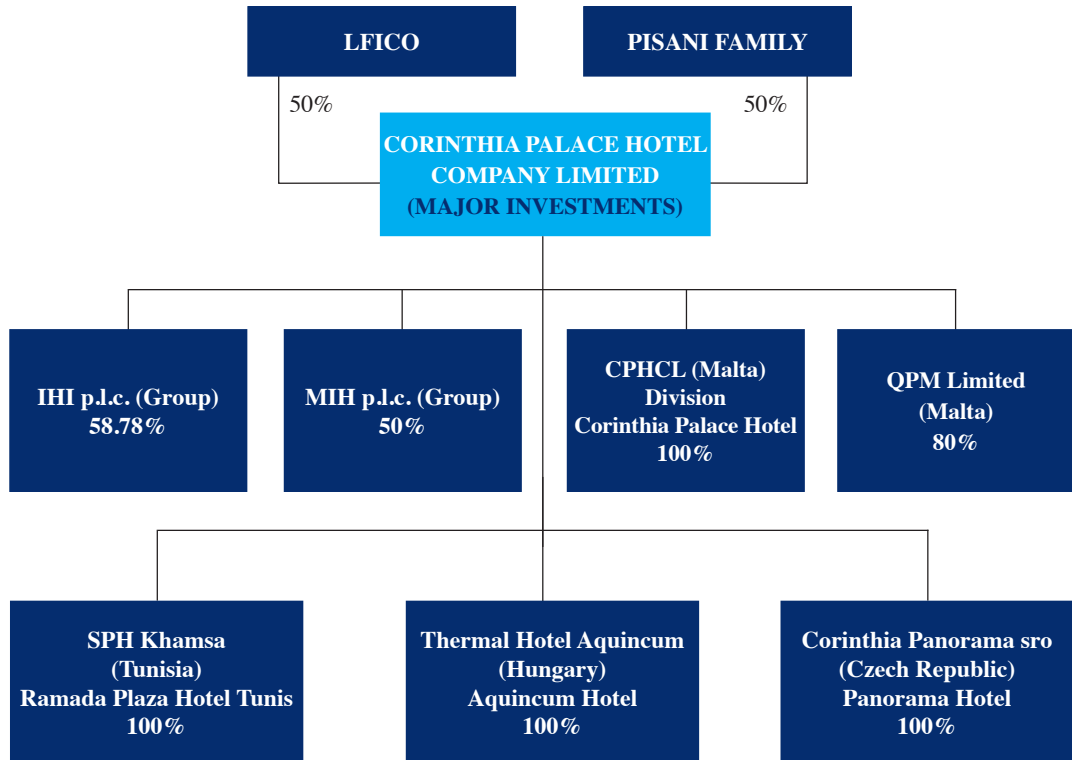 LFICO
PISANI FAMILY
50%
50%
CORINTHIA PALACE HOTEL
COMPANY LIMITED
(MAJOR INVESTMENTS)
IHI p.l.c. (Group)
58.78%
MIH p.l.c. (Group)
50%
CPHCL (Malta)
Division
Corinthia Palace Hotel
100%
QPM Limited
(Malta)
80%
SPH Khamsa
(Tunisia)
Ramada Plaza Hotel Tunis
100%
Thermal Hotel Aquincum
(Hungary)
Aquincum Hotel
100%
Corinthia Panorama sro
(Czech Republic)
Panorama Hotel
100%